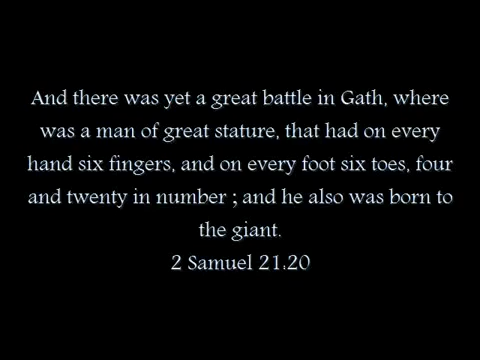 And there was yet a great battle in Gath, where
was a man of great stature, that had on every
hand six fingers, and on every foot six toes, four
and twenty in number ; and he also was born to
the giant.
2 Samuel 21:20